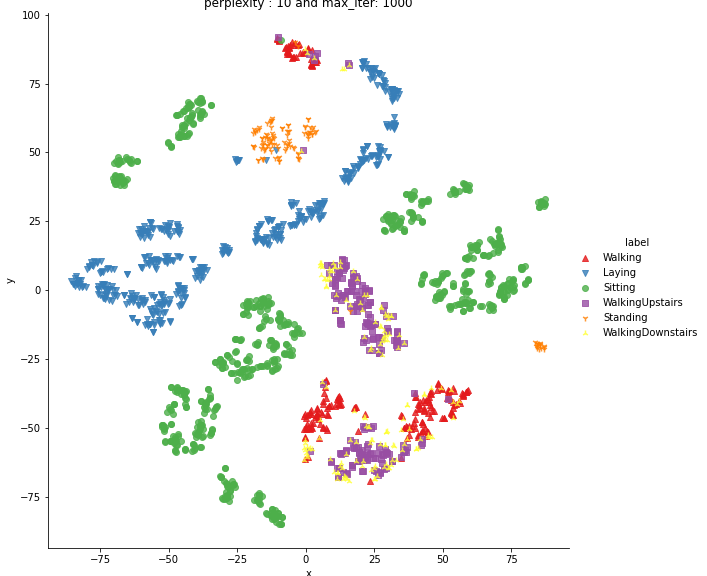 perplexity : 10 and max_iter: 1000
100
75
50
25
0
−25
−50
−75
y
−75
−50
−25
0
25
50
75
x
label
Walking
Laying
Sitting
WalkingUpstairs
Standing
WalkingDownstairs